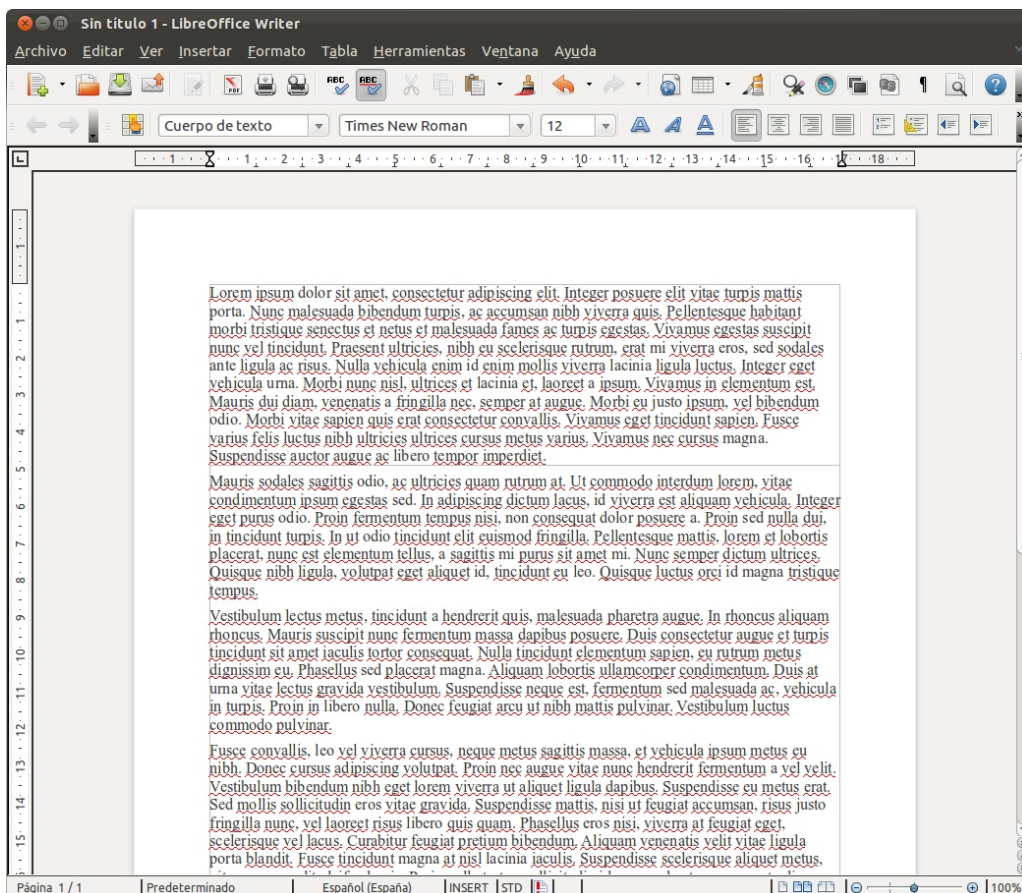 Sin título 1 - LibreOffice Writer
Archivo Editar Ver Insertar Formato Tabla Herramientas Ventana Ayuda
PDF ABC ABC
Cuerpo de texto Times New Roman 12
1 1 2 3 4 5 6 7 8 9 10 11 12 13 14 15 16 17 18
Lorem ipsum dolor sit amet, consectetur adipiscing elit. Integer posuere elit vitae turpis mattis
porta. Nunc malesuada bibendum turpis, ac accumsan nibh viverra quis. Pellentesque habitant
morbi tristique senectus et netus et malesuada fames ac turpis egestas. Vivamus egestas suscipit
nunc vel tincidunt. Praesent ultricies, nibh eu scelerisque rutrum, erat mi viverra eros, sed sodales
ante ligula ac risus. Nulla vehicula enim id enim mollis viverra lacinia ligula luctus. Integer eget
vehicula urna. Morbi nunc nisl, ultrices et lacinia et, laoreet a ipsum. Vivamus in elementum est.
Mauris dui diam, venenatis a fringilla nec, semper at augue. Morbi eu justo ipsum, vel bibendum
odio. Morbi vitae sapien quis erat consectetur convallis. Vivamus eget tincidunt sapien. Fusce
varius felis luctus nibh ultricies ultrices cursus metus varius. Vivamus nec cursus magna.
Suspendisse auctor augue ac libero tempor imperdiet.
Mauris sodales sagittis odio, ac ultricies quam rutrum at. Ut commodo interdum lorem, vitae
condimentum ipsum egestas sed. In adipiscing dictum lacus, id viverra est aliquam vehicula. Integer
eget purus odio. Proin fermentum tempus nisi, non consequat dolor posuere a. Proin sed nulla dui,
in tincidunt turpis. In ut odio tincidunt elit euismod fringilla. Pellentesque mattis, lorem et lobortis
placerat, nunc est elementum tellus, a sagittis mi purus sit amet mi. Nunc semper dictum ultrices.
Quisque nibh ligula, volutpat eget aliquet id, tincidunt eu leo. Quisque luctus orci id magna tristique
tempus.
Vestibulum lectus metus, tincidunt a hendrerit quis, malesuada pharetra augue. In rhoncus aliquam
rhoncus. Mauris suscipit nunc fermentum massa dapibus posuere. Duis consectetur augue et turpis
tincidunt sit amet iaculis tortor consequat. Nulla tincidunt elementum sapien, eu rutrum metus
dignissim eu. Phasellus sed placerat magna. Aliquam lobortis ullamcorper condimentum. Duis at
urna vitae lectus gravida vestibulum. Suspendisse neque est, fermentum sed malesuada ac, vehicula
in turpis. Proin in libero nulla. Donec feugiat arcu ut nibh mattis pulvinar. Vestibulum luctus
commodo pulvinar.
Fusce convallis, leo vel viverra cursus, neque metus sagittis massa, et vehicula ipsum metus eu
nibh. Donec cursus adipiscing volutpat. Proin nec augue vitae nunc hendrerit fermentum a vel velit.
Vestibulum bibendum nibh eget lorem viverra ut aliquet ligula dapibus. Suspendisse eu metus erat.
Sed mollis sollicitudin eros vitae gravida. Suspendisse mattis, nisi ut feugiat accumsan, risus justo
fringilla nunc, vel laoreet risus libero quis quam. Phasellus eros nisi, viverra at feugiat eget,
scelerisque vel lacus. Curabitur feugiat pretium bibendum. Aliquam venenatis velit vitae ligula
porta blandit. Fusce tincidunt magna at nisl lacinia iaculis. Suspendisse scelerisque aliquet metus,
Página 1 / 1 Predeterminado Español (España) INSERT STD 100%